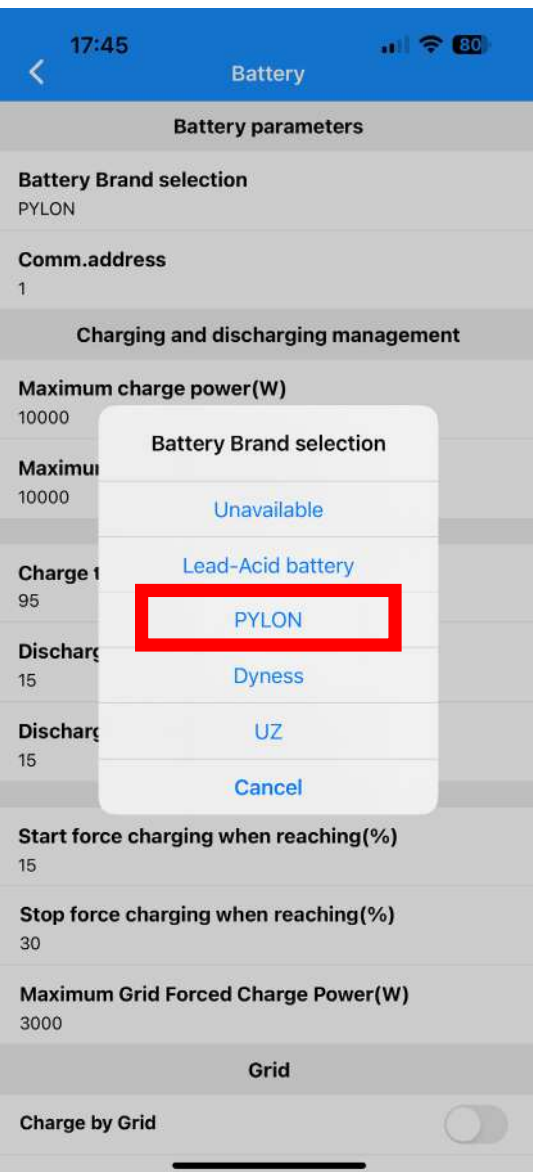 17:45
80
Battery
Battery parameters
Battery Brand selection
PYLON
Comm.address
1
Charging and discharging management
Maximum charge power(W)
10000
Battery Brand selection
10000
Unavailable
Lead-Acid battery
Charge
95
PYLON
15
Dyness
15
UZ
Cancel
Start force charging when reaching(%)
15
Stop force charging when reaching(%)
30
Maximum Grid Forced Charge Power(W)
3000
Grid
Charge by Grid